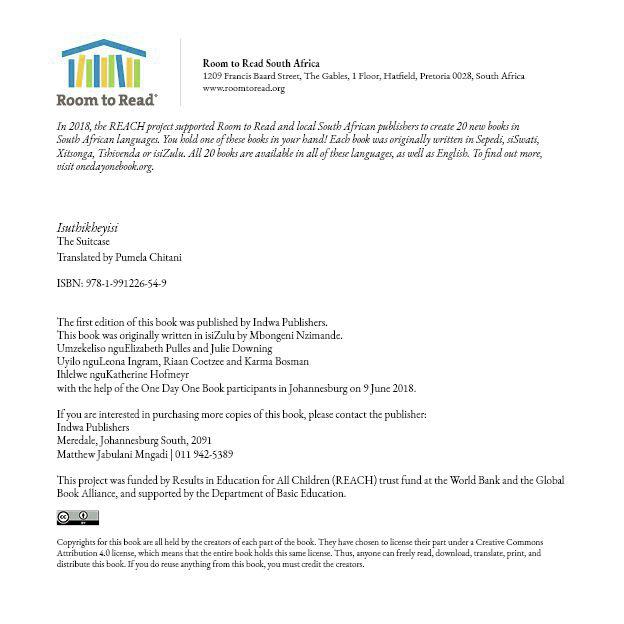 Room to Read®
Room to Read South Africa
1209 Francis Baard Street, The Gables, 1 Floor, Hatfield, Pretoria 0028, South Africa
www.roomtoread.org
In 2018, the REACH project supported Room to Read and local South African publishers to create 20 new books in
South African languages. You hold one of these books in your hand! Each book was originally written in Sepedi, siSwati,
Xitsonga, Tshivenda or isiZulu. All 20 books are available in all of these languages, as well as English. To find out more,
visit onedayonebook.org.
Isuthikheyisi
The Suitcase
Translated by Pumela Chitani
ISBN: 978-1-991226-54-9
The first edition of this book was published by Indwa Publishers.
This book was originally written in isiZulu by Mbongeni Nzimande.
Umzekeliso nguElizabeth Pulles and Julie Downing
Uyilo nguLeona Ingram, Riaan Coetzee and Karma Bosman
Ihlelwe nguKatherine Hofmeyr
with the help of the One Day One Book participants in Johannesburg on 9 June 2018.
If you are interested in purchasing more copies of this book, please contact the publisher:
Indwa Publishers
Meredale, Johannesburg South, 2091
Matthew Jabulani Mngadi | 011 942-5389
This project was funded by Results in Education for All Children (REACH) trust fund at the World Bank and the Global
Book Alliance, and supported by the Department of Basic Education.
cc BY
Copyrights for this book are all held by the creators of each part of the book. They have chosen to license their part under a Creative Commons
Attribution 4.0 license, which means that the entire book holds this same license. Thus, anyone can freely read, download, translate, print, and
distribute this book. If you do reuse anything from this book, you must credit the creators.